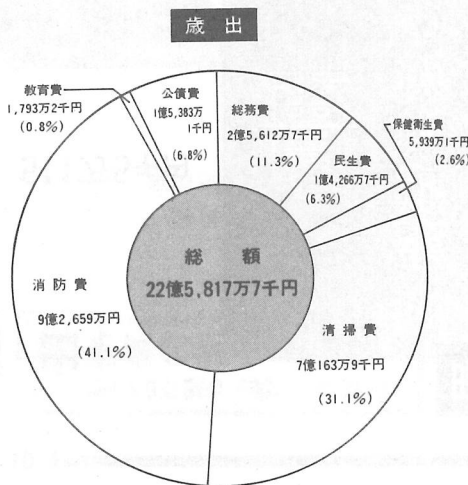 歳出
教育費
1,793万2千円
(0.8%)
公債費
1億5,383万
1千円
(6.8%)
総務費
2億5,612万7千円
(11.3%)
民生費
1億4,266万7千円
(6.3%)
保健衛生費
5,939万1千円
(2.6%)
清掃費
7億163万9千円
(31.1%)
消防費
9億2,659万円
(41.1%)
総額
22億5,817万7千円